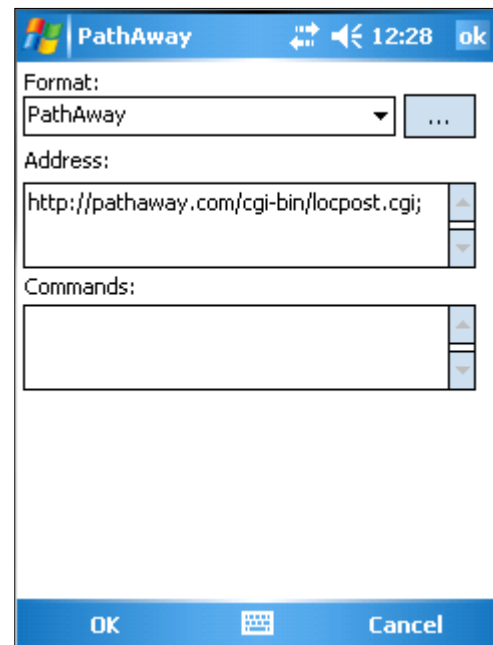 PathAway 12:28 ok
Format:
PathAway ...
Address:
http://pathaway.com/cgi-bin/locpost.cgi;
Commands:
OK Cancel